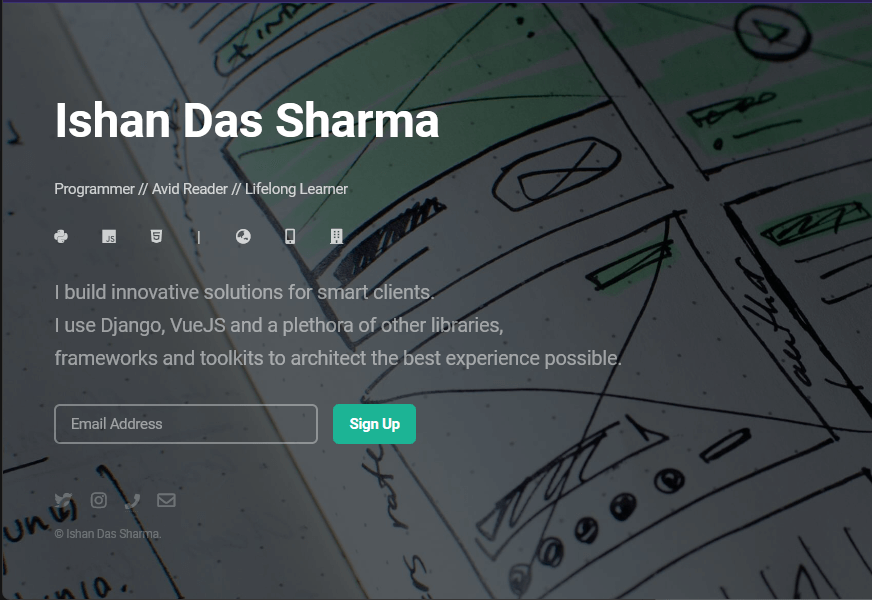 Ishan Das Sharma
Programmer // Avid Reader // Lifelong Learner
JS
|
I build innovative solutions for smart clients.
I use Django, VueJS and a plethora of other libraries,
frameworks and toolkits to architect the best experience possible.
Email Address
Sign Up
© Ishan Das Sharma.